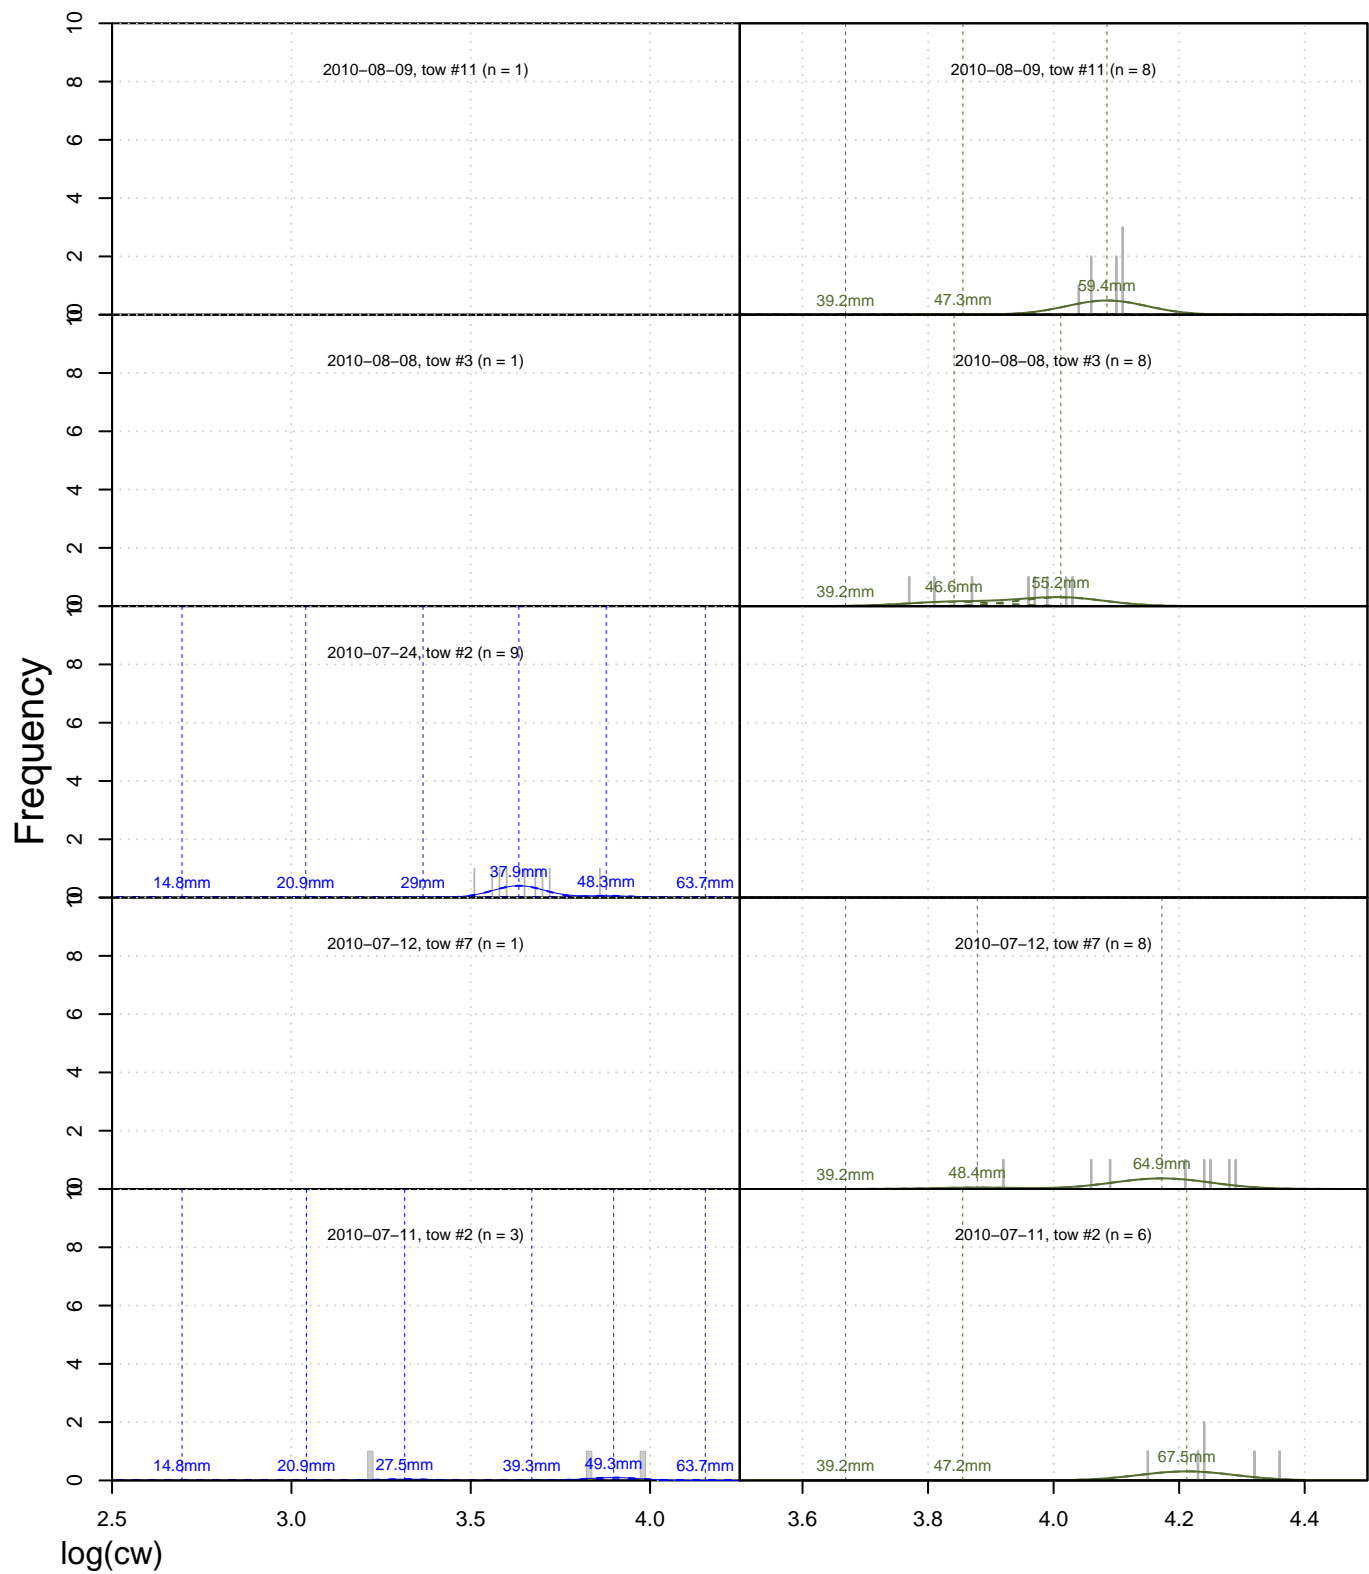 Frequency
10
8
6
4
2
0
2010–08–09, tow #11 (n = 1)
2010–08–09, tow #11 (n = 8)
39.2mm
47.3mm
59.4mm
10
8
6
4
2
0
2010–08–08, tow #3 (n = 1)
2010–08–08, tow #3 (n = 8)
39.2mm
46.6mm
55.2mm
10
8
6
4
2
0
2010–07–24, tow #2 (n = 9)
14.8mm
20.9mm
29mm
37.9mm
48.3mm
63.7mm
10
8
6
4
2
0
2010–07–12, tow #7 (n = 1)
2010–07–12, tow #7 (n = 8)
39.2mm
48.4mm
64.9mm
10
8
6
4
2
0
2010–07–11, tow #2 (n = 3)
14.8mm
20.9mm
27.5mm
39.3mm
49.3mm
63.7mm
2010–07–11, tow #2 (n = 6)
39.2mm
47.2mm
67.5mm
2.5 3.0 3.5 4.0 3.6 3.8 4.0 4.2 4.4
log(cw)